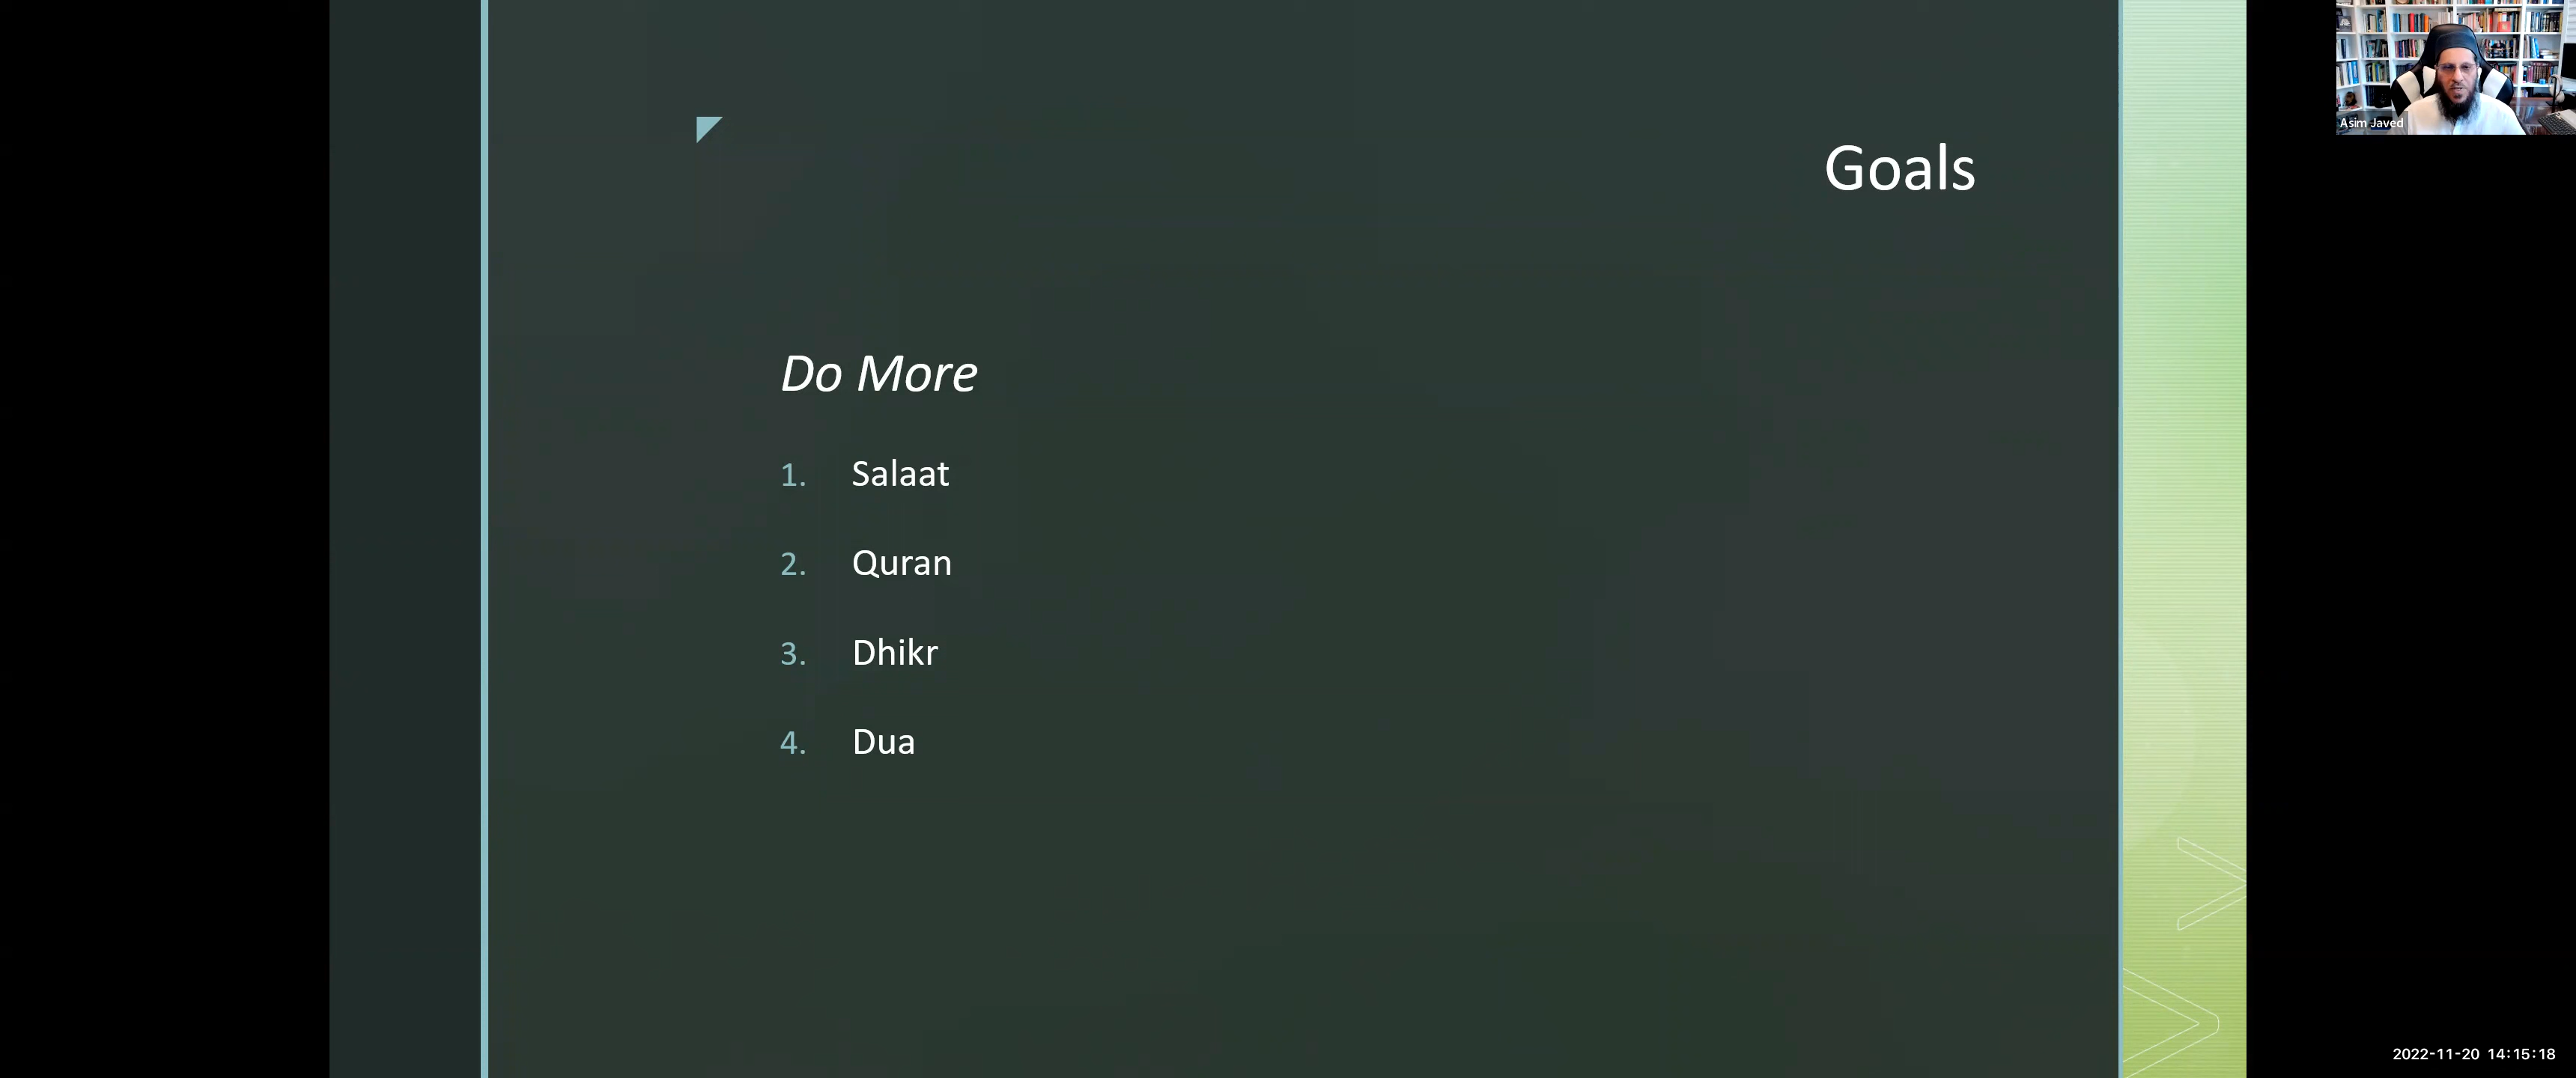 Goals
Do More
1. Salaat
2. Quran
3. Dhikr
4. Dua
Asim Javed
2022-11-20 14:15:18